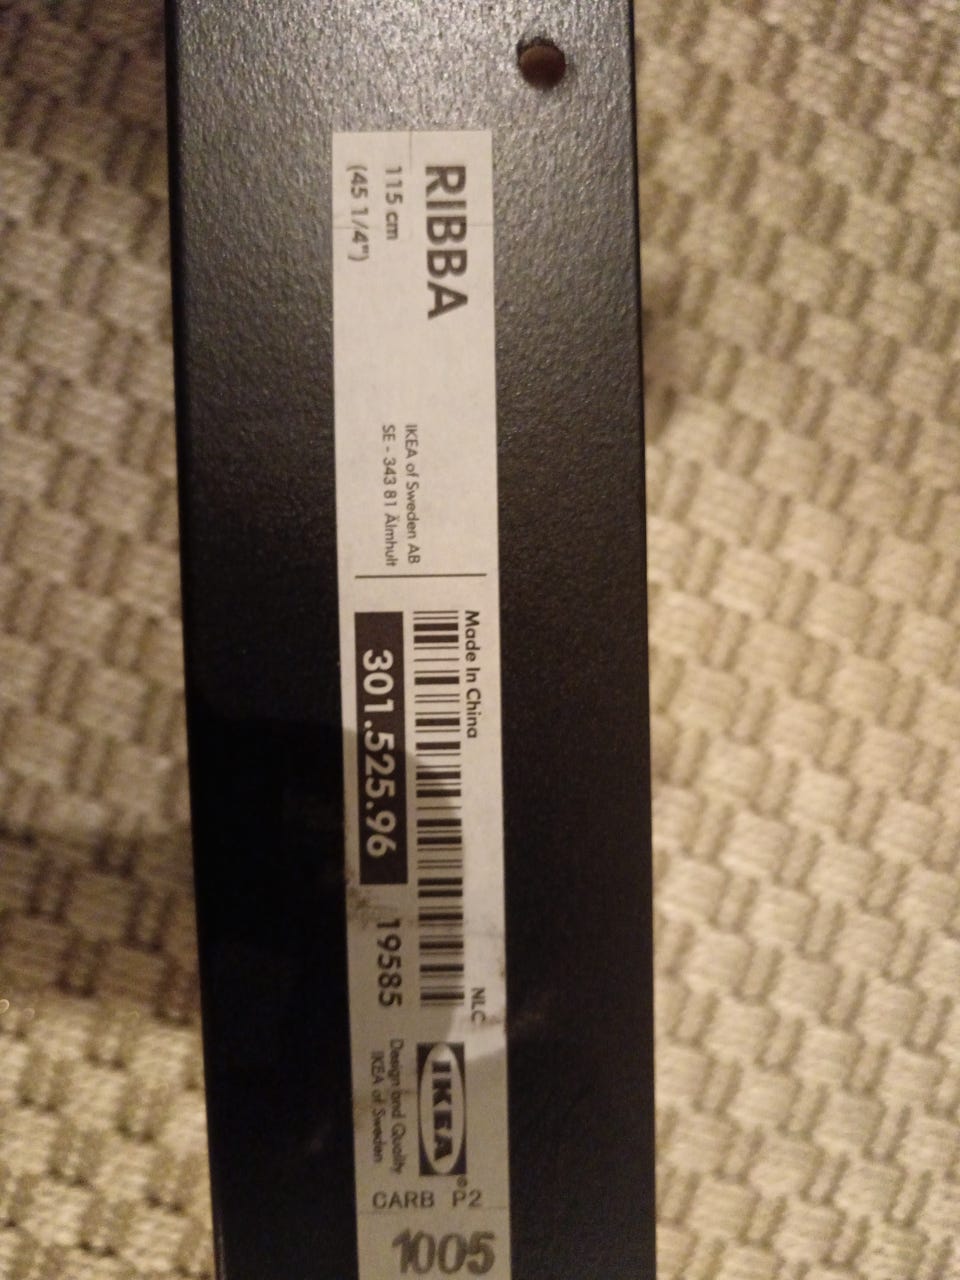 RIBBA
115 cm
(45 1/4")
IKEA of Sweden AB
SE - 343 81 Älmhult
Made In China
NLC
301.525.96
19585
IKEA®
Design and Quality
IKEA of Sweden
CARB P2
1005